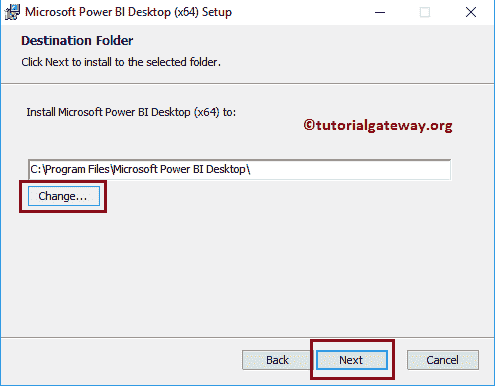 Microsoft Power BI Desktop (x64) Setup
Destination Folder
Click Next to install to the selected folder.
Install Microsoft Power BI Desktop (x64) to:
©tutorialgateway.org
C:\Program Files\Microsoft Power BI Desktop\
Change...
Back Next Cancel